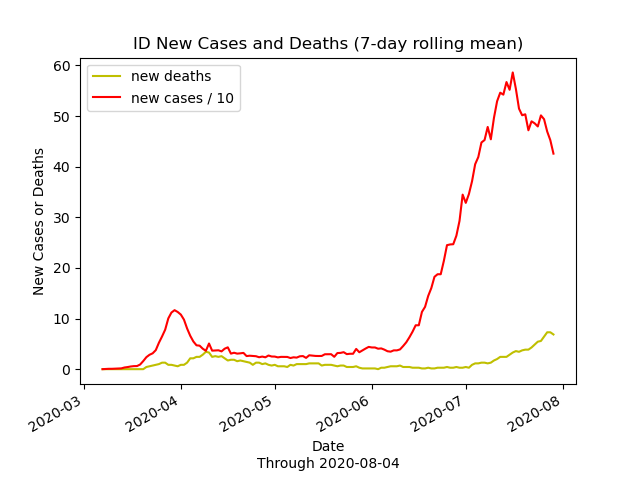 ID New Cases and Deaths (7-day rolling mean)
new deaths
new cases / 10
New Cases or Deaths
60
50
40
30
20
10
0
2020-03
2020-04
2020-05
2020-06
2020-07
2020-08
Date
Through 2020-08-04